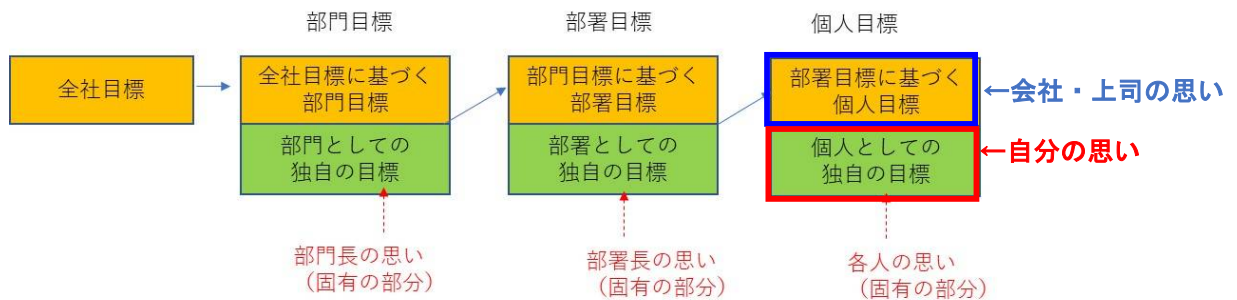 部門目標
部署目標
個人目標
全社目標
全社目標に基づく
部門目標
部門としての
独自の目標
部門目標に基づく
部署目標
部署としての
独自の目標
部署目標に基づく
個人目標
個人としての
独自の目標
←会社・上司の思い
←自分の思い
部門長の思い
（固有の部分）
部署長の思い
（固有の部分）
各人の思い
（固有の部分）